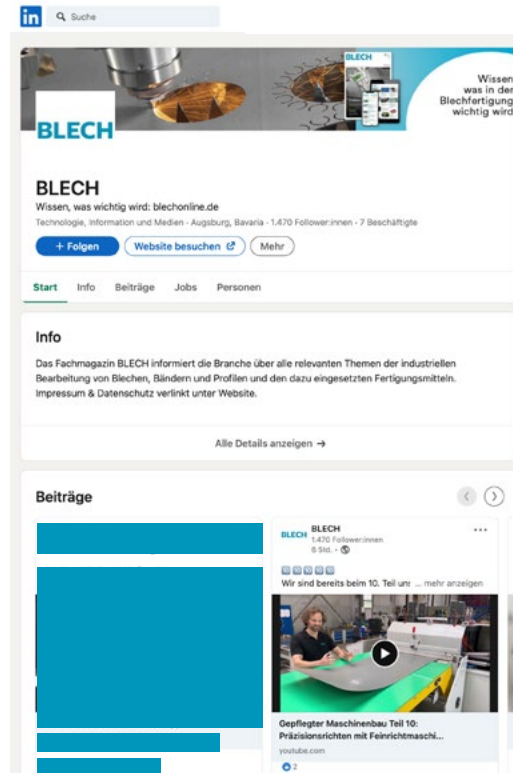 in
Suche
BLECH
Wissen
was in der
Blechfertigung
wichtig wird
BLECH
BLECH
Wissen, was wichtig wird: blechonline.de
Technologie, Information und Medien · Augsburg, Bavaria · 1.470 Follower:innen · 7 Beschäftigte
+ Folgen
Website besuchen
Mehr
Start Info Beiträge Jobs Personen
Info
Das Fachmagazin BLECH informiert die Branche über alle relevanten Themen der industriellen
Bearbeitung von Blechen, Bändern und Profilen und den dazu eingesetzten Fertigungsmitteln.
Impressum & Datenschutz verlinkt unter Website.
Alle Details anzeigen →
Beiträge
BLECH
BLECH
1.470 Follower:innen
6 Std. •
Wir sind bereits beim 10. Teil uns ... mehr anzeigen
Gepflegter Maschinenbau Teil 10:
Präzisionsrichten mit Feinrichtmaschi...
youtube.com
2